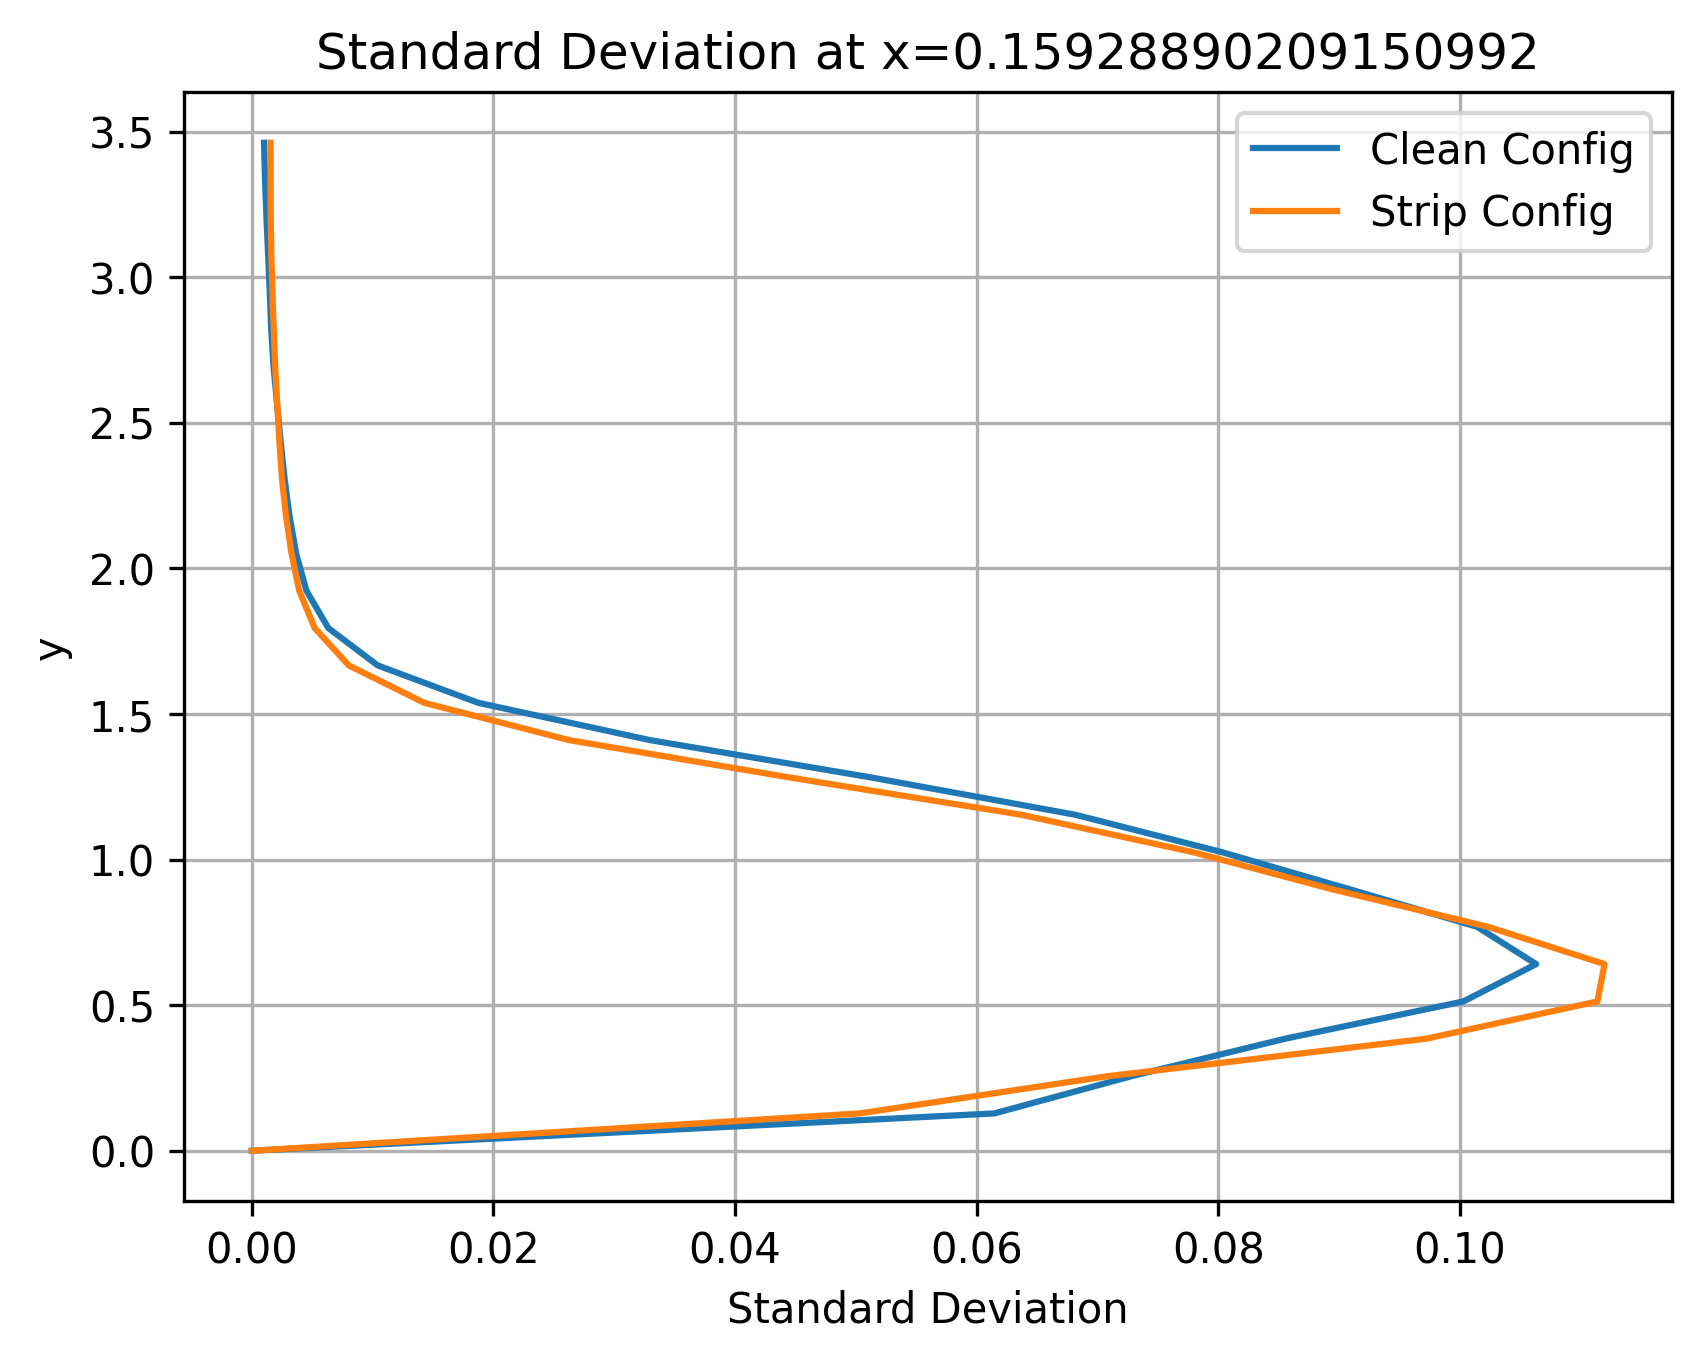 Standard Deviation at x=0.15928890209150992
3.5
3.0
2.5
2.0
1.5
1.0
0.5
0.0
y
Clean Config
Strip Config
0.00 0.02 0.04 0.06 0.08 0.10
Standard Deviation